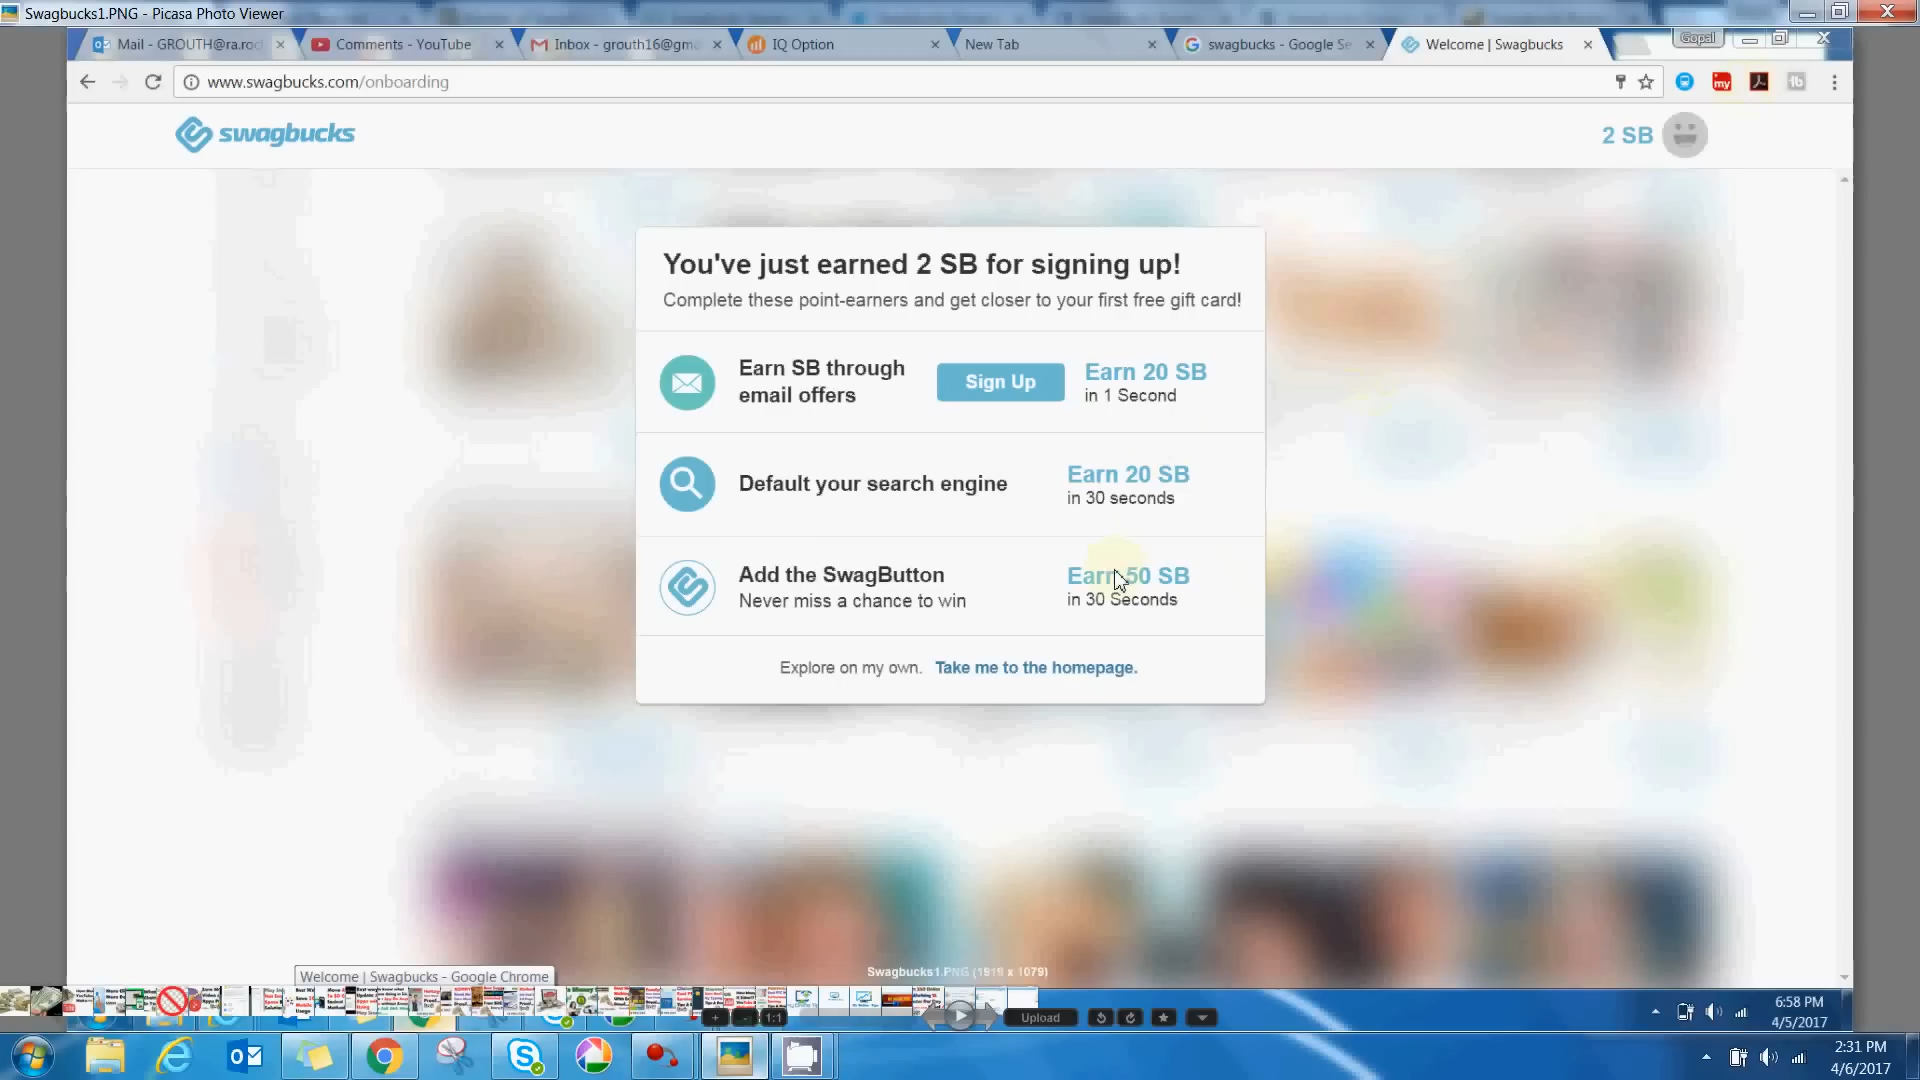 Swagbucks1.PNG - Picasa Photo Viewer
Mail - GROUTH@ra.roc
Comments - YouTube
Inbox - grouth16@gm
IQ Option
New Tab
swagbucks - Google Se
Welcome | Swagbucks
Gopal
www.swagbucks.com/onboarding
my
swagbucks
2 SB
You've just earned 2 SB for signing up!
Complete these point-earners and get closer to your first free gift card!
Earn SB through
email offers
Sign Up
Earn 20 SB
in 1 Second
Default your search engine
Earn 20 SB
in 30 seconds
Add the SwagButton
Never miss a chance to win
Earn 50 SB
in 30 Seconds
Explore on my own. Take me to the homepage.
Welcome | Swagbucks - Google Chrome
Swagbucks1.PNG (1919 x 1079)
1:1
Upload
6:58 PM
4/5/2017
2:31 PM
4/6/2017